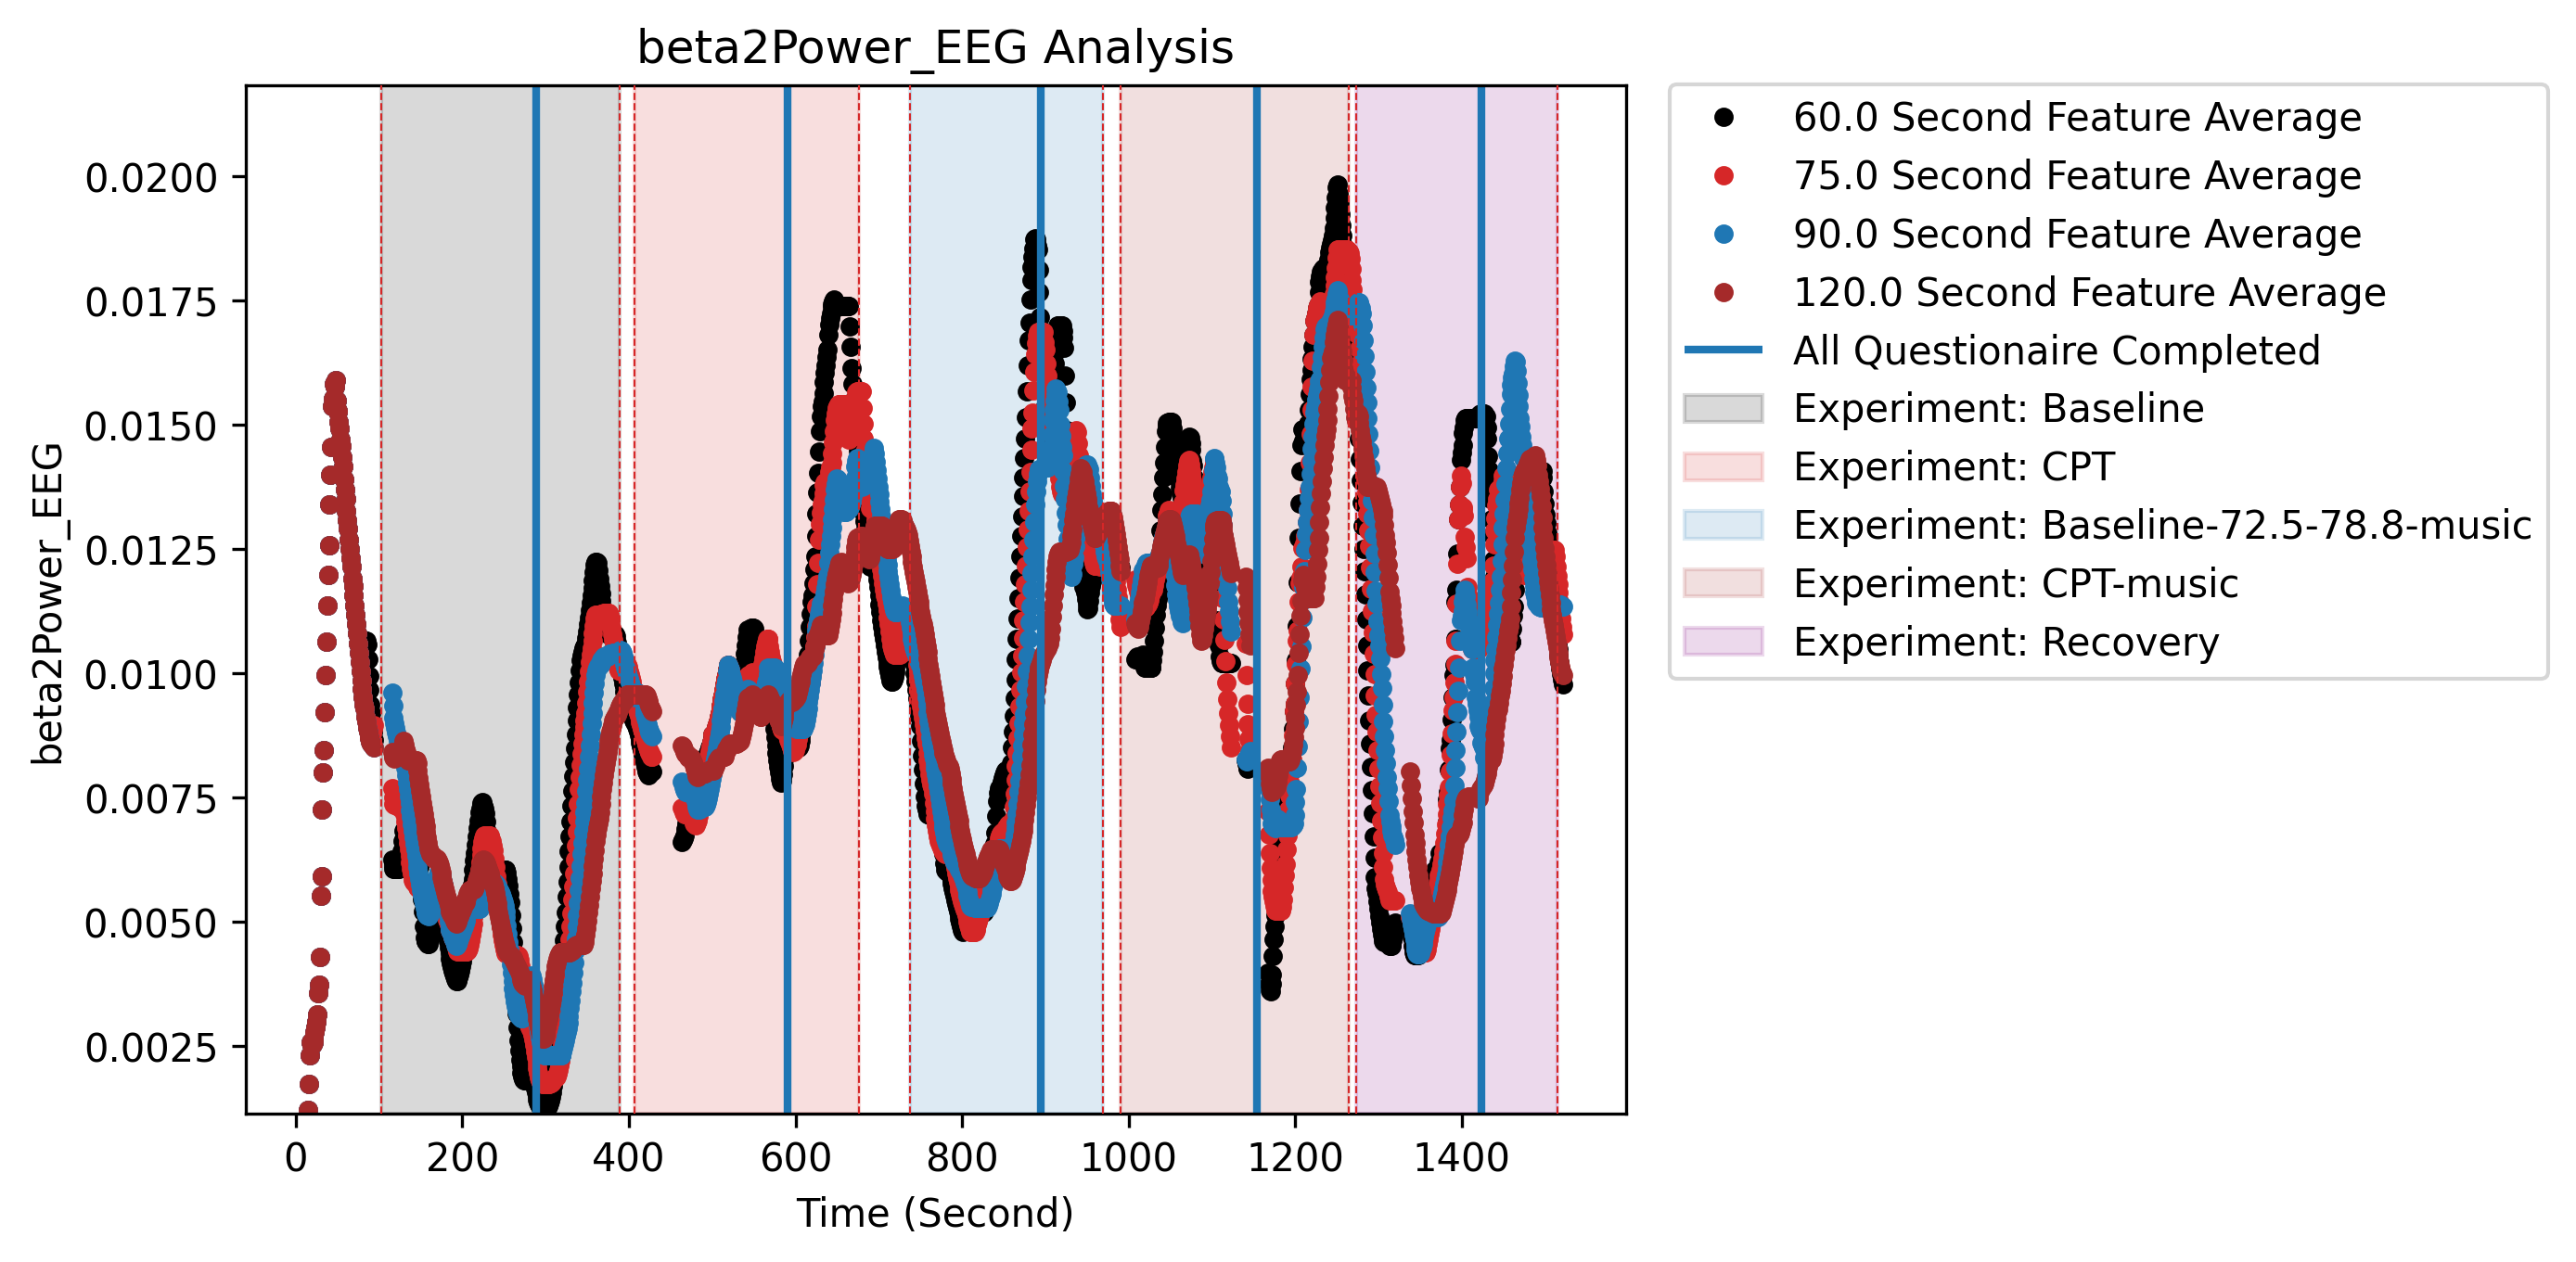 beta2Power_EEG Analysis
beta2Power_EEG
0.0200
0.0175
0.0150
0.0125
0.0100
0.0075
0.0050
0.0025
0 200 400 600 800 1000 1200 1400
Time (Second)
60.0 Second Feature Average
75.0 Second Feature Average
90.0 Second Feature Average
120.0 Second Feature Average
All Questionaire Completed
Experiment: Baseline
Experiment: CPT
Experiment: Baseline-72.5-78.8-music
Experiment: CPT-music
Experiment: Recovery